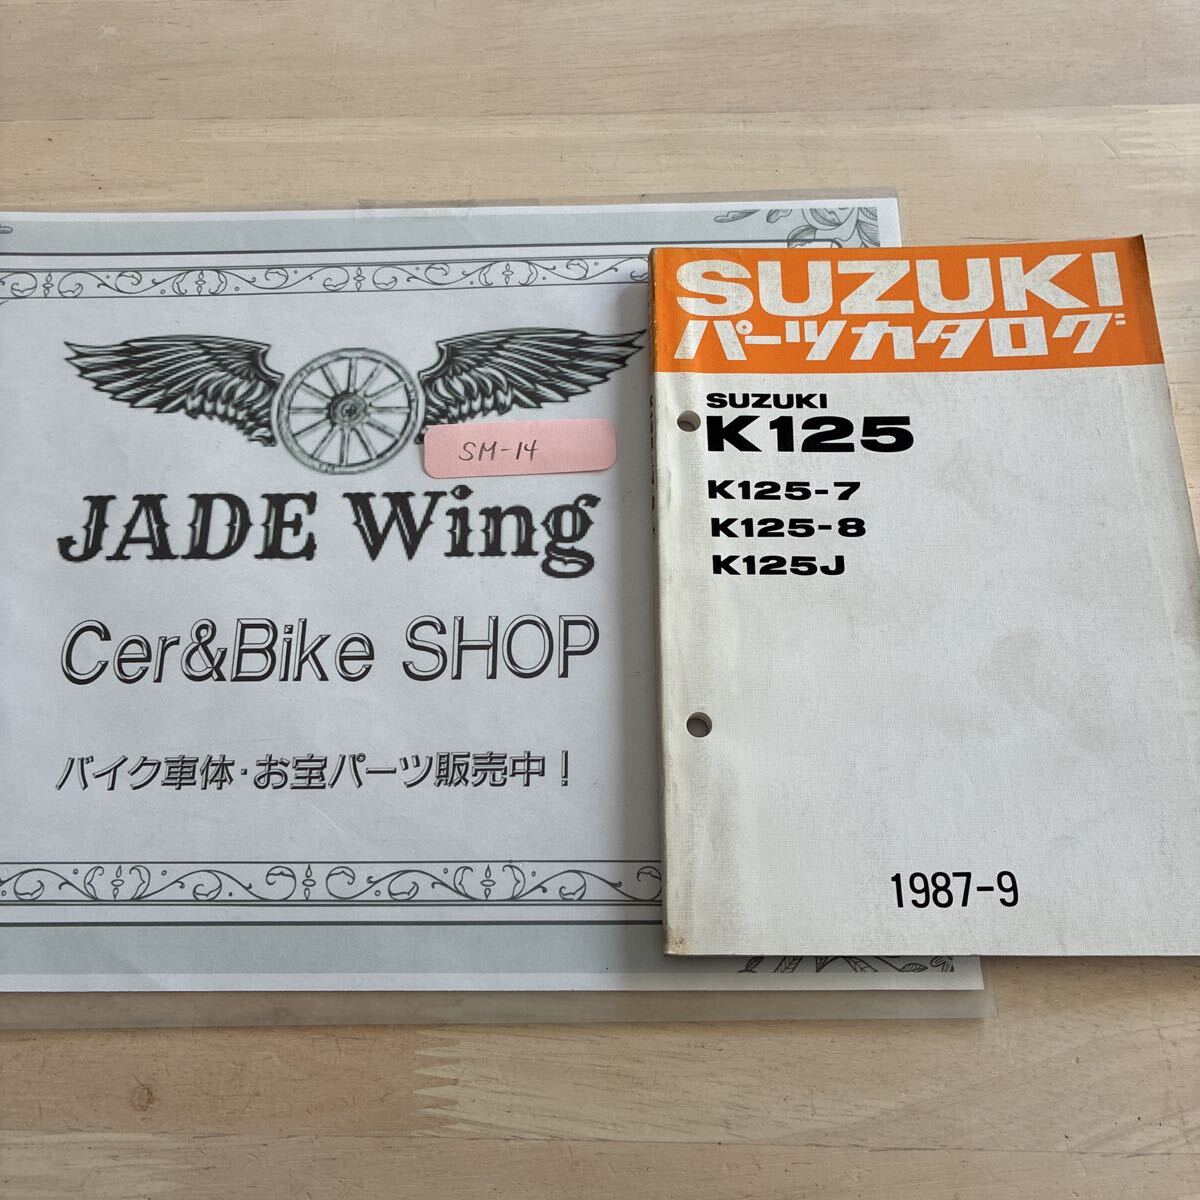 SM-14
JADE Wing
Cer&Bike SHOP
バイク車体・お宝パーツ販売中！
SUZUKI
パーツカタログ
SUZUKI
K125
K125-7
K125-8
K125J
1987-9